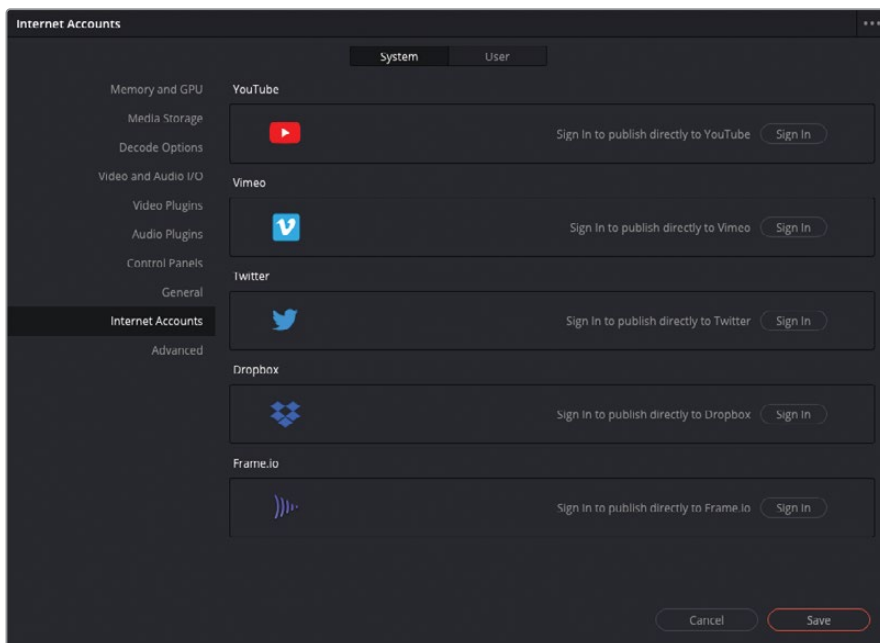 Internet Accounts
System User
Memory and GPU
Media Storage
Decode Options
Video and Audio I/O
Video Plugins
Audio Plugins
Control Panels
General
Internet Accounts
Advanced
YouTube
Sign In to publish directly to YouTube Sign In
Vimeo
Sign In to publish directly to Vimeo Sign In
Twitter
Sign In to publish directly to Twitter Sign In
Dropbox
Sign In to publish directly to Dropbox Sign In
Frame.io
Sign In to publish directly to Frame.io Sign In
Cancel Save